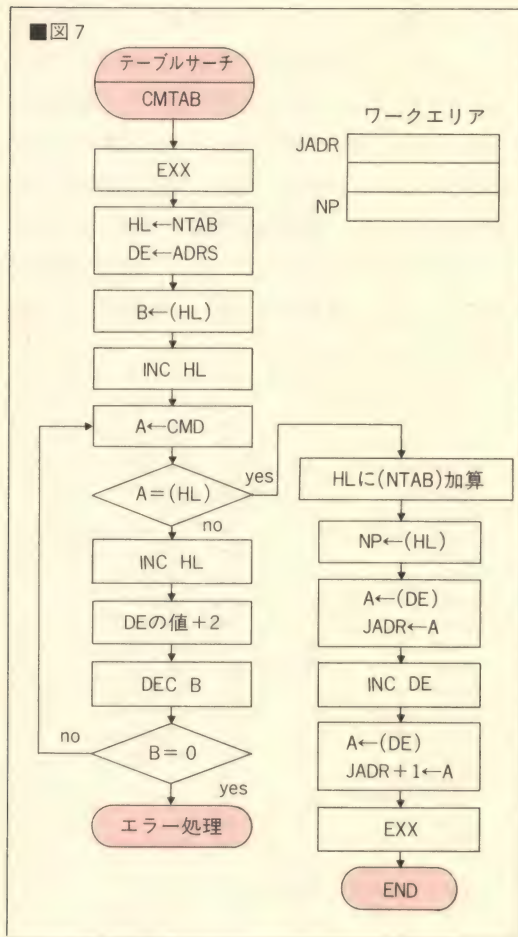 ■図7
テーブルサーチ
CMTAB
EXX
HL←NTAB
DE←ADRS
B←(HL)
INC HL
A←CMD
A=(HL)
yes
no
INC HL
DEの値+2
DEC B
no
B=0
yes
エラー処理
ワークエリア
JADR
NP
HLに(NTAB)加算
NP←(HL)
A←(DE)
JADR←A
INC DE
A←(DE)
JADR+1←A
EXX
END